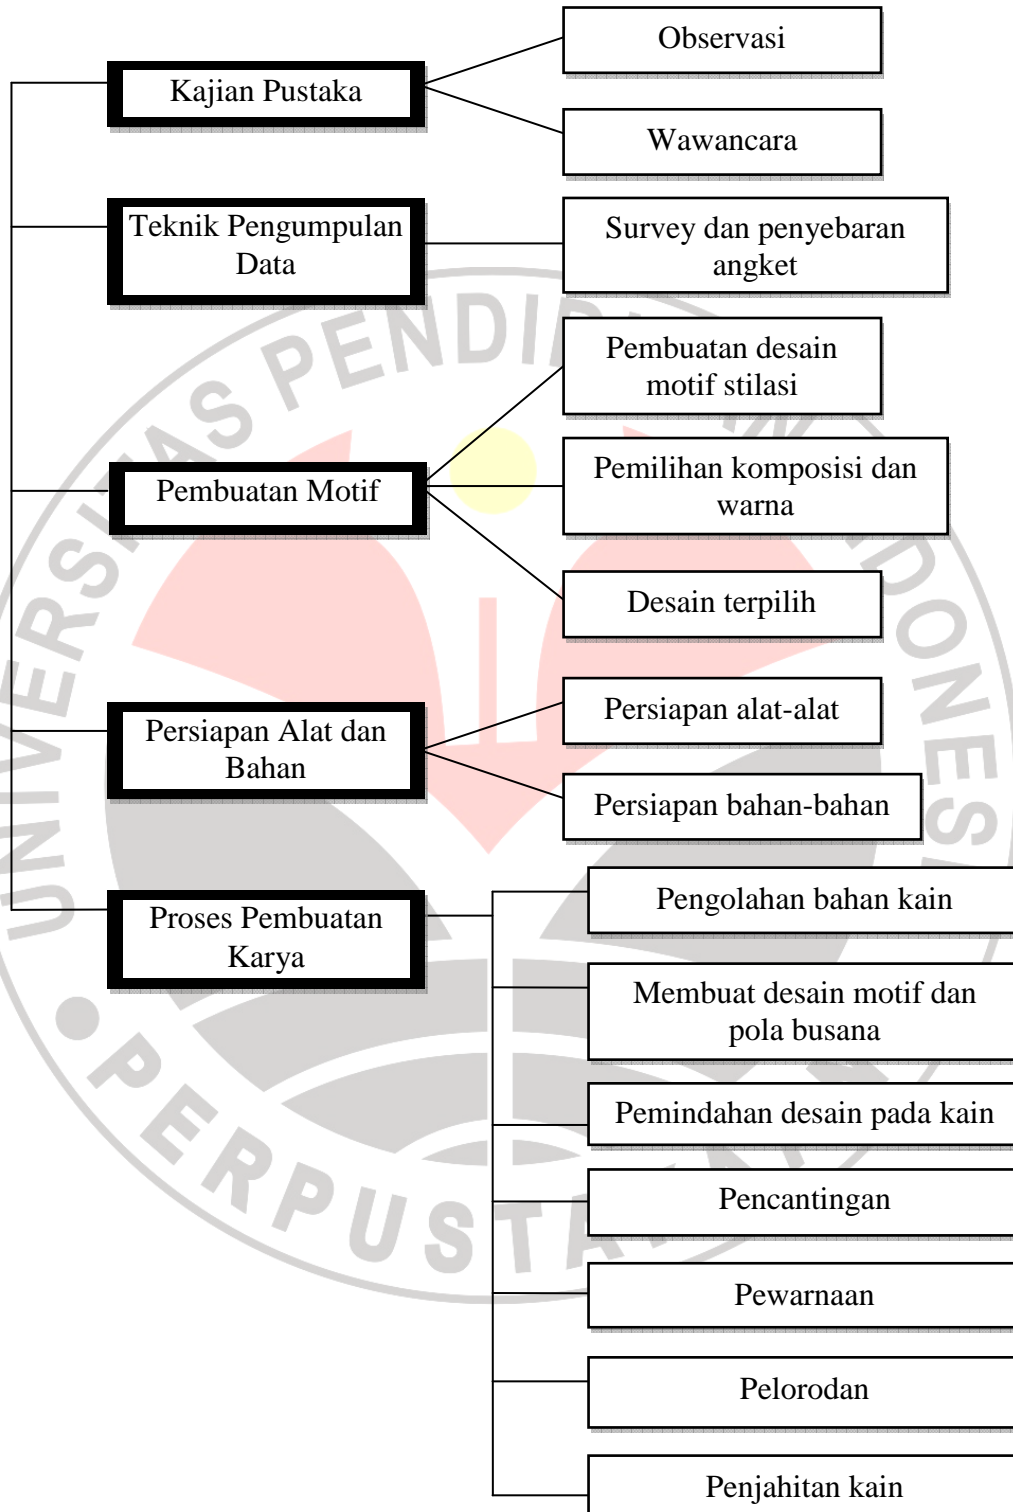 Observasi
Kajian Pustaka
Wawancara
Teknik Pengumpulan
Data
Survey dan penyebaran
angket
Pembuatan desain
motif stilasi
Pembuatan Motif
Pemilihan komposisi dan
warna
Desain terpilih
Persiapan Alat dan
Bahan
Persiapan alat-alat
Persiapan bahan-bahan
Proses Pembuatan
Karya
Pengolahan bahan kain
Membuat desain motif dan
pola busana
Pemindahan desain pada kain
Pencantingan
Pewarnaan
Pelorodan
Penjahitan kain
UNIVERSITAS PENDIDIKAN INDONESIA
PERPUSTAKAAN